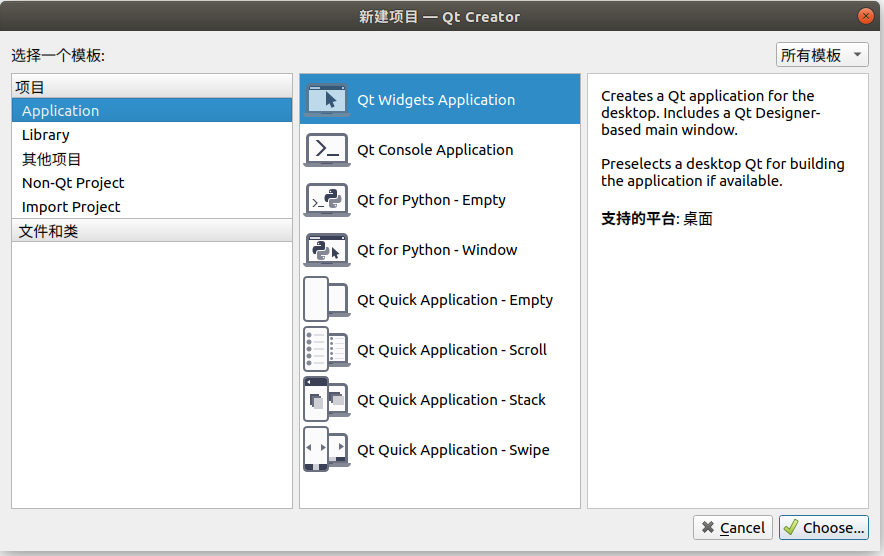 新建项目 — Qt Creator
选择一个模板:
所有模板
项目
Application
Library
其他项目
Non-Qt Project
Import Project
文件和类
Qt Widgets Application
Qt Console Application
Qt for Python - Empty
Qt for Python - Window
Qt Quick Application - Empty
Qt Quick Application - Scroll
Qt Quick Application - Stack
Qt Quick Application - Swipe
Creates a Qt application for the
desktop. Includes a Qt Designer-
based main window.
Preselects a desktop Qt for building
the application if available.
支持的平台: 桌面
Cancel
Choose...